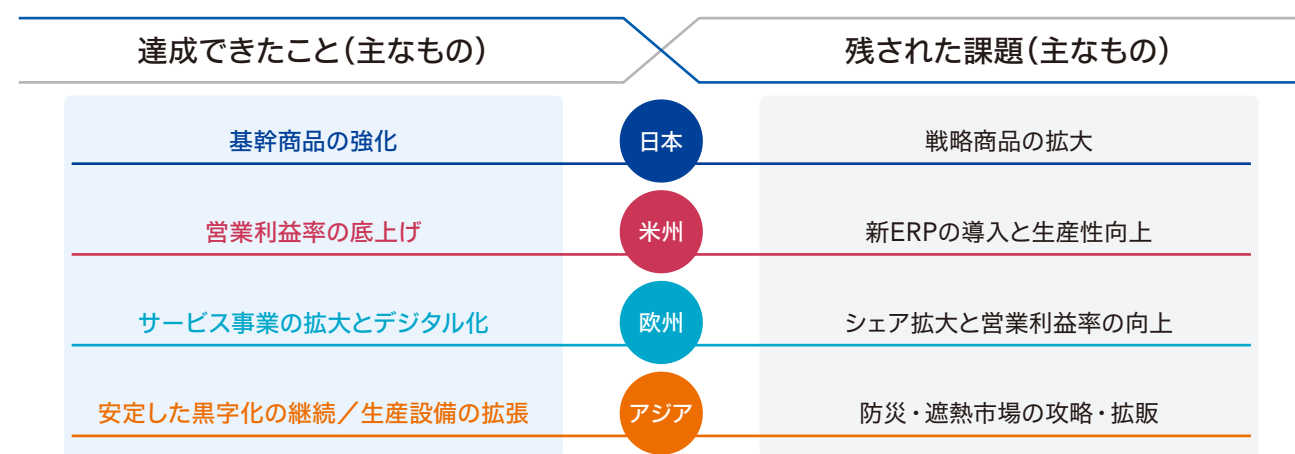 達成できたこと(主なもの)
残された課題(主なもの)
基幹商品の強化
日本
戦略商品の拡大
営業利益率の底上げ
米州
新ERPの導入と生産性向上
サービス事業の拡大とデジタル化
欧州
シェア拡大と営業利益率の向上
安定した黒字化の継続/生産設備の拡張
アジア
防災・遮熱市場の攻略・拡販